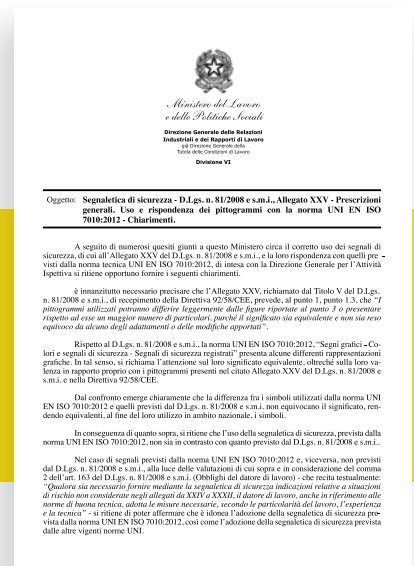 Ministero del Lavoro
e delle Politiche Sociali
Direzione Generale delle Relazioni
Industriali e dei Rapporti di Lavoro
già Direzione Generale della
Tutela delle Condizioni di Lavoro
Divisione VI
Oggetto: Segnaletica di sicurezza - D.Lgs. n. 81/2008 e s.m.i., Allegato XXV - Prescrizioni
generali. Uso e rispondenza dei pittogrammi con la norma UNI EN ISO
7010:2012 - Chiarimenti.
A seguito di numerosi quesiti giunti a questo Ministero circa il corretto uso dei segnali di
sicurezza, di cui all'Allegato XXV del D.Lgs. n. 81/2008 e s.m.i., e la loro rispondenza con quelli pre -
visti dalla norma tecnica UNI EN ISO 7010:2012, di intesa con la Direzione Generale per l'Attività
Ispettiva si ritiene opportuno fornire i seguenti chiarimenti.
è innanzitutto necessario precisare che l'Allegato XXV, richiamato dal Titolo V del D.Lgs.
n. 81/2008 e s.m.i., di recepimento della Direttiva 92/58/CEE, prevede, al punto 1, punto 1.3, che "I
pittogrammi utilizzati potranno differire leggermente dalle figure riportate al punto 3 o presentare
rispetto ad esse un maggior numero di particolari, purché il significato sia equivalente e non sia reso
equivoco da alcuno degli adattamenti o delle modifiche apportati".
Rispetto al D.Lgs. n. 81/2008 e s.m.i., la norma UNI EN ISO 7010:2012, "Segni grafici - Co-
lori e segnali di sicurezza - Segnali di sicurezza registrati" presenta alcune differenti rappresentazioni
grafiche. In tal senso, si richiama l'attenzione sul loro significato equivalente, oltreché sulla loro va-
lenza in rapporto proprio con i pittogrammi presenti nel citato Allegato XXV del D.Lgs. n. 81/2008 e
s.m.i. e nella Direttiva 92/58/CEE.
Dal confronto emerge chiaramente che la differenza fra i simboli utilizzati dalla norma UNI
EN ISO 7010:2012 e quelli previsti dal D.Lgs. n. 81/2008 e s.m.i. non equivocano il significato, ren-
dendo equivalenti, al fine del loro utilizzo in ambito nazionale, i simboli.
In conseguenza di quanto sopra, si ritiene che l'uso della segnaletica di sicurezza, prevista dalla
norma UNI EN ISO 7010:2012, non sia in contrasto con quanto previsto dal D.Lgs. n. 81/2008 e s.m.i..
Nel caso di segnali previsti dalla norma UNI EN ISO 7010:2012 e, viceversa, non previsti
dal D.Lgs. n. 81/2008 e s.m.i., alla luce delle valutazioni di cui sopra e in considerazione del comma
2 dell'art. 163 del D.Lgs. n. 81/2008 e s.m.i. (Obblighi del datore di lavoro) - che recita testualmente:
"Qualora sia necessario fornire mediante la segnaletica di sicurezza indicazioni relative a situazioni
di rischio non considerate negli allegati da XXIV a XXXII, il datore di lavoro, anche in riferimento alle
norme di buona tecnica, adotta le misure necessarie, secondo le particolarità del lavoro, l'esperienza
e la tecnica" - si ritiene di poter affermare che è idonea l'adozione della segnaletica di sicurezza pre-
vista dalla norma UNI EN ISO 7010:2012, così come l'adozione della segnaletica di sicurezza prevista
dalle altre vigenti norme UNI.